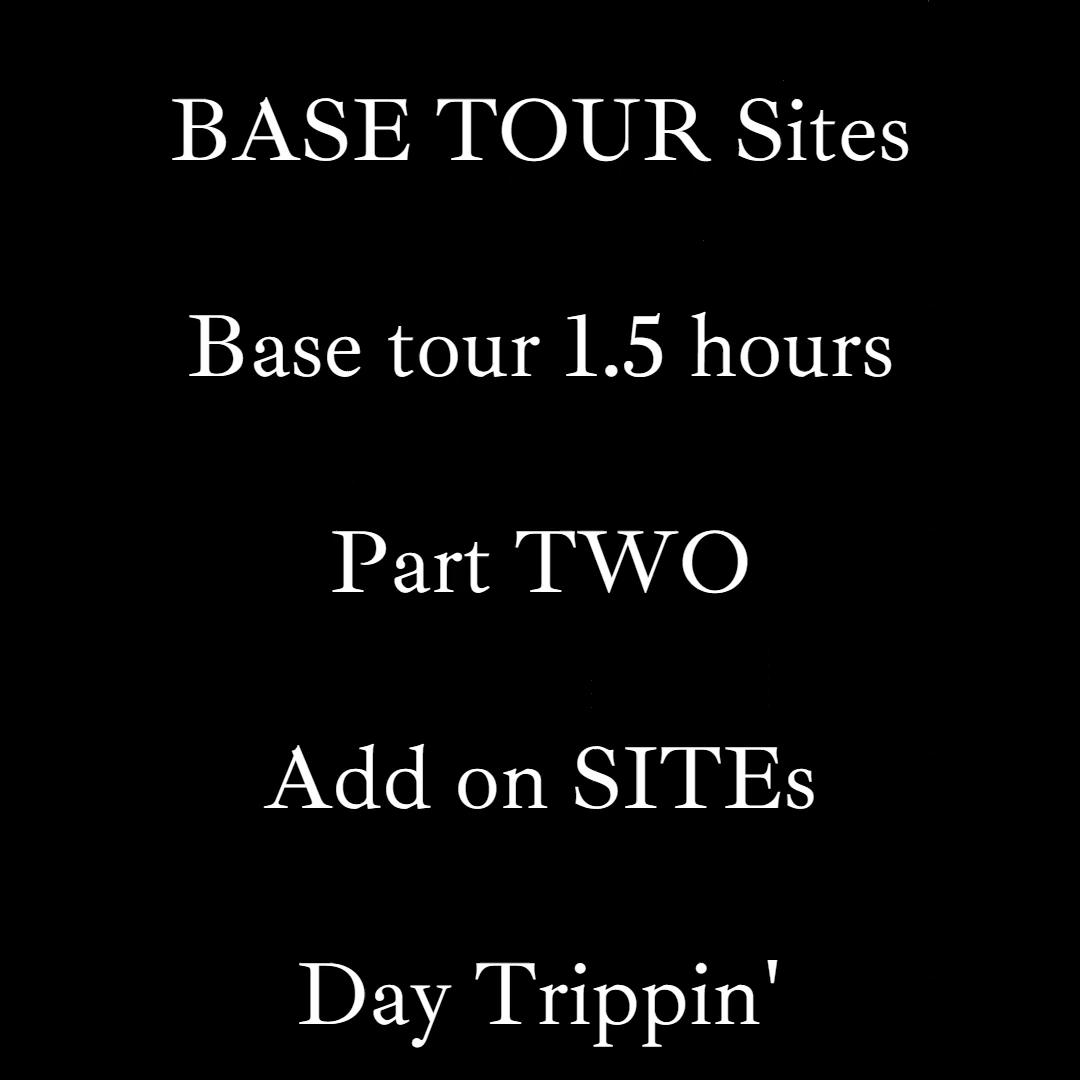 BASE TOUR Sites
Base tour 1.5 hours
Part TWO
Add on SITEs
Day Trippin'